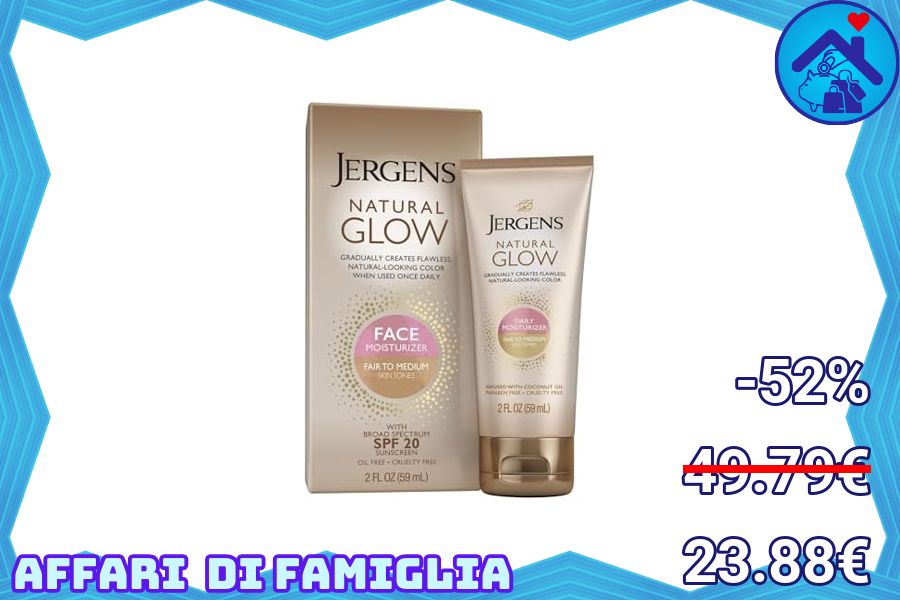 JERGENS
NATURAL
GLOW
GRADUALLY CREATES FLAWLESS,
NATURAL-LOOKING COLOR
WHEN USED ONCE DAILY
FACE
MOISTURIZER
FAIR TO MEDIUM
SKIN TONES
WITH
BROAD SPECTRUM
SPF 20
SUNSCREEN
OIL FREE • CRUELTY FREE
2 FL OZ (59 mL)
JERGENS
NATURAL
GLOW
GRADUALLY CREATES FLAWLESS,
NATURAL-LOOKING COLOR
DAILY
MOISTURIZER
FAIR TO MEDIUM
SKIN TONES
INFUSED WITH COCONUT OIL
PARABEN FREE • CRUELTY FREE
2 FL OZ (59 mL)
-52%
49.79€
23.88€
AFFARI DI FAMIGLIA